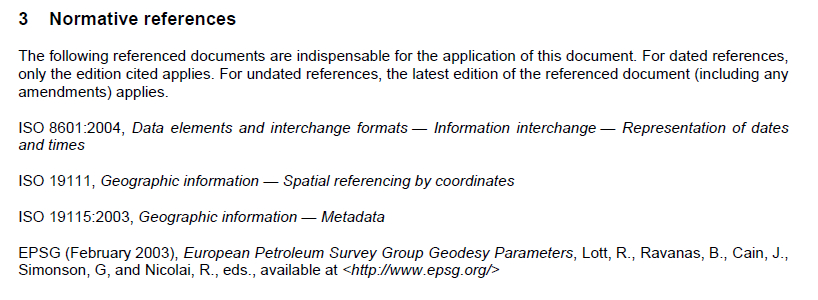 3 Normative references
The following referenced documents are indispensable for the application of this document. For dated references,
only the edition cited applies. For undated references, the latest edition of the referenced document (including any
amendments) applies.
ISO 8601:2004, Data elements and interchange formats — Information interchange — Representation of dates
and times
ISO 19111, Geographic information — Spatial referencing by coordinates
ISO 19115:2003, Geographic information — Metadata
EPSG (February 2003), European Petroleum Survey Group Geodesy Parameters, Lott, R., Ravanas, B., Cain, J.,
Simonson, G, and Nicolai, R., eds., available at <http://www.epsg.org/>